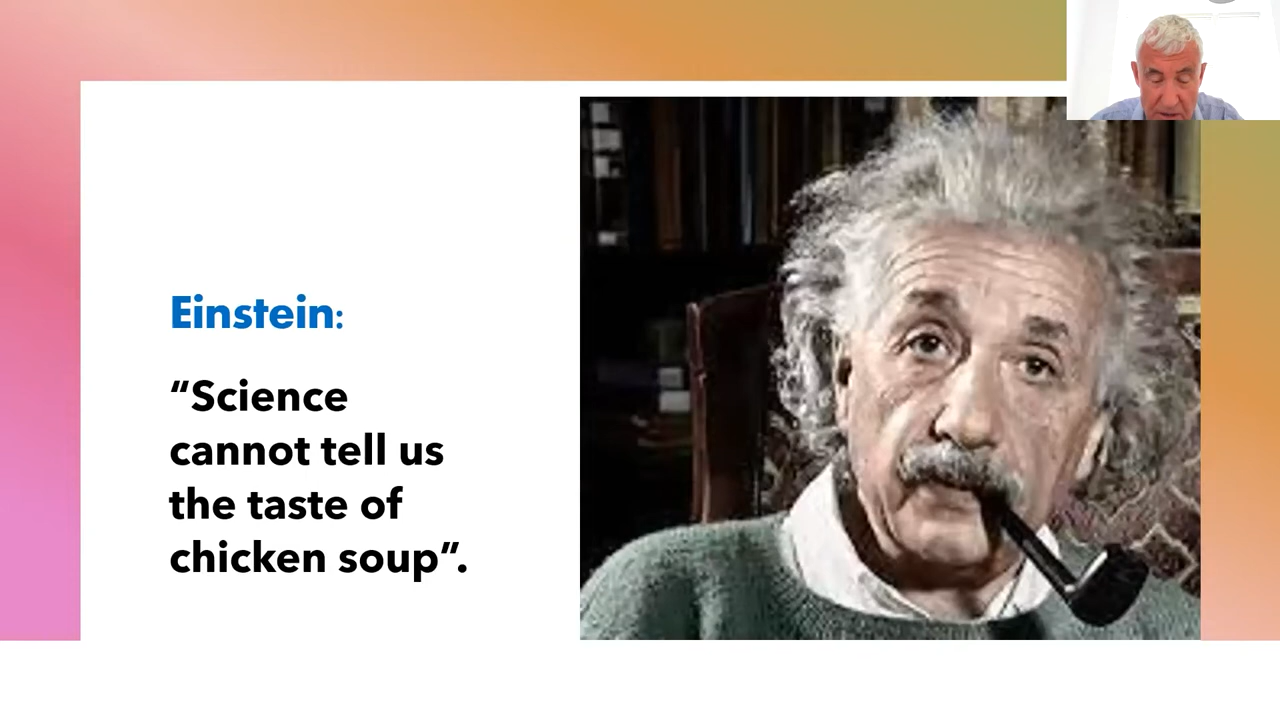 Einstein:
“Science
cannot tell us
the taste of
chicken soup”.